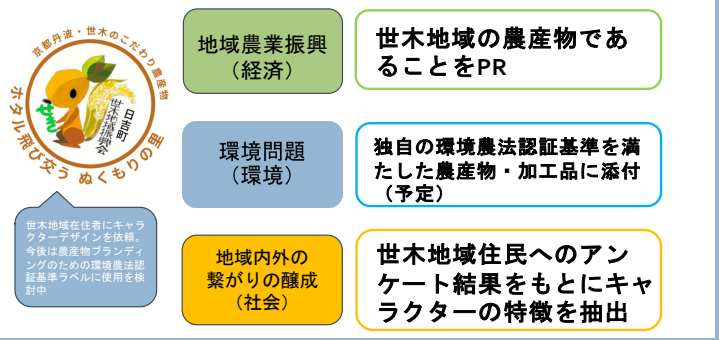 京都丹波・世木のこだわり農産物
せき
日吉町
世木地域振興会
ホタル飛び交う ぬくもりの里
世木地域在住者にキャラ
クターデザインを依頼。
今後は農産物ブランディ
ングのための環境農法認
証基準ラベルに使用を検
討中
地域農業振興
（経済）
世木地域の農産物であ
ることをPR
環境問題
（環境）
独自の環境農法認証基準を満
たした農産物・加工品に添付
（予定）
地域内外の
繋がりの醸成
（社会）
世木地域住民へのアン
ケート結果をもとにキャ
ラクターの特徴を抽出